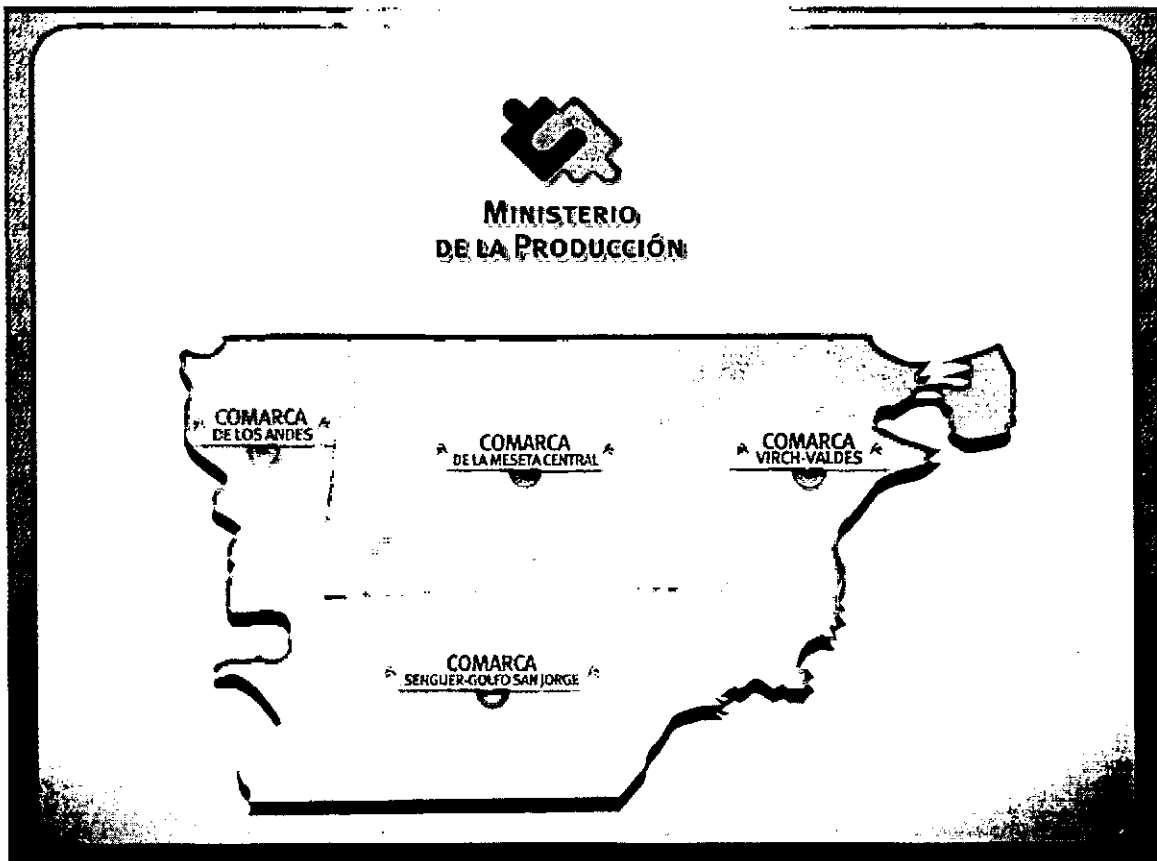 MINISTERIO
DE LA PRODUCCIÓN
COMARCA
DE LOS ANDES
COMARCA
DE LA MESETA CENTRAL
COMARCA
VIRCH-VALDES
COMARCA
SENGUER-GOLFO SAN JORGE